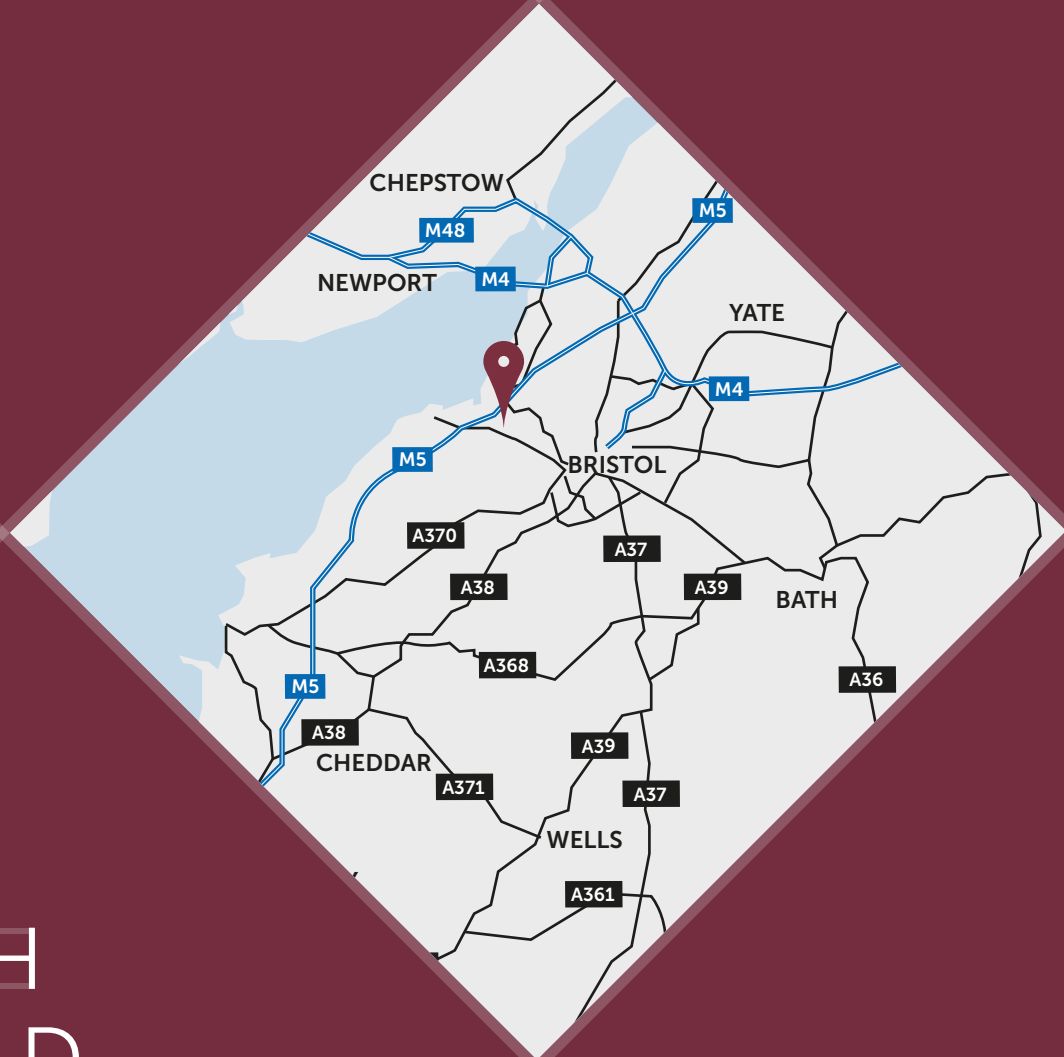 CHEPSTOW
M5
M48
NEWPORT
M4
YATE
M4
M5
BRISTOL
A370
A37
A38
A39
BATH
A368
A36
M5
A38
A39
CHEDDAR
A371
A37
WELLS
A361
H
D